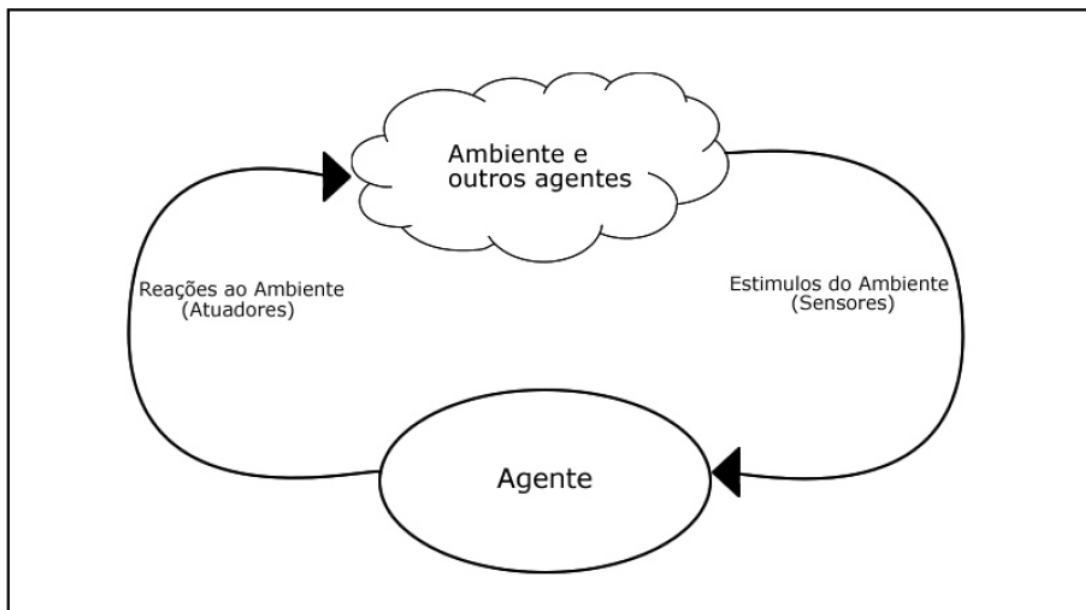 Ambiente e
outros agentes
Reações ao Ambiente
(Atuadores)
Estimulos do Ambiente
(Sensores)
Agente